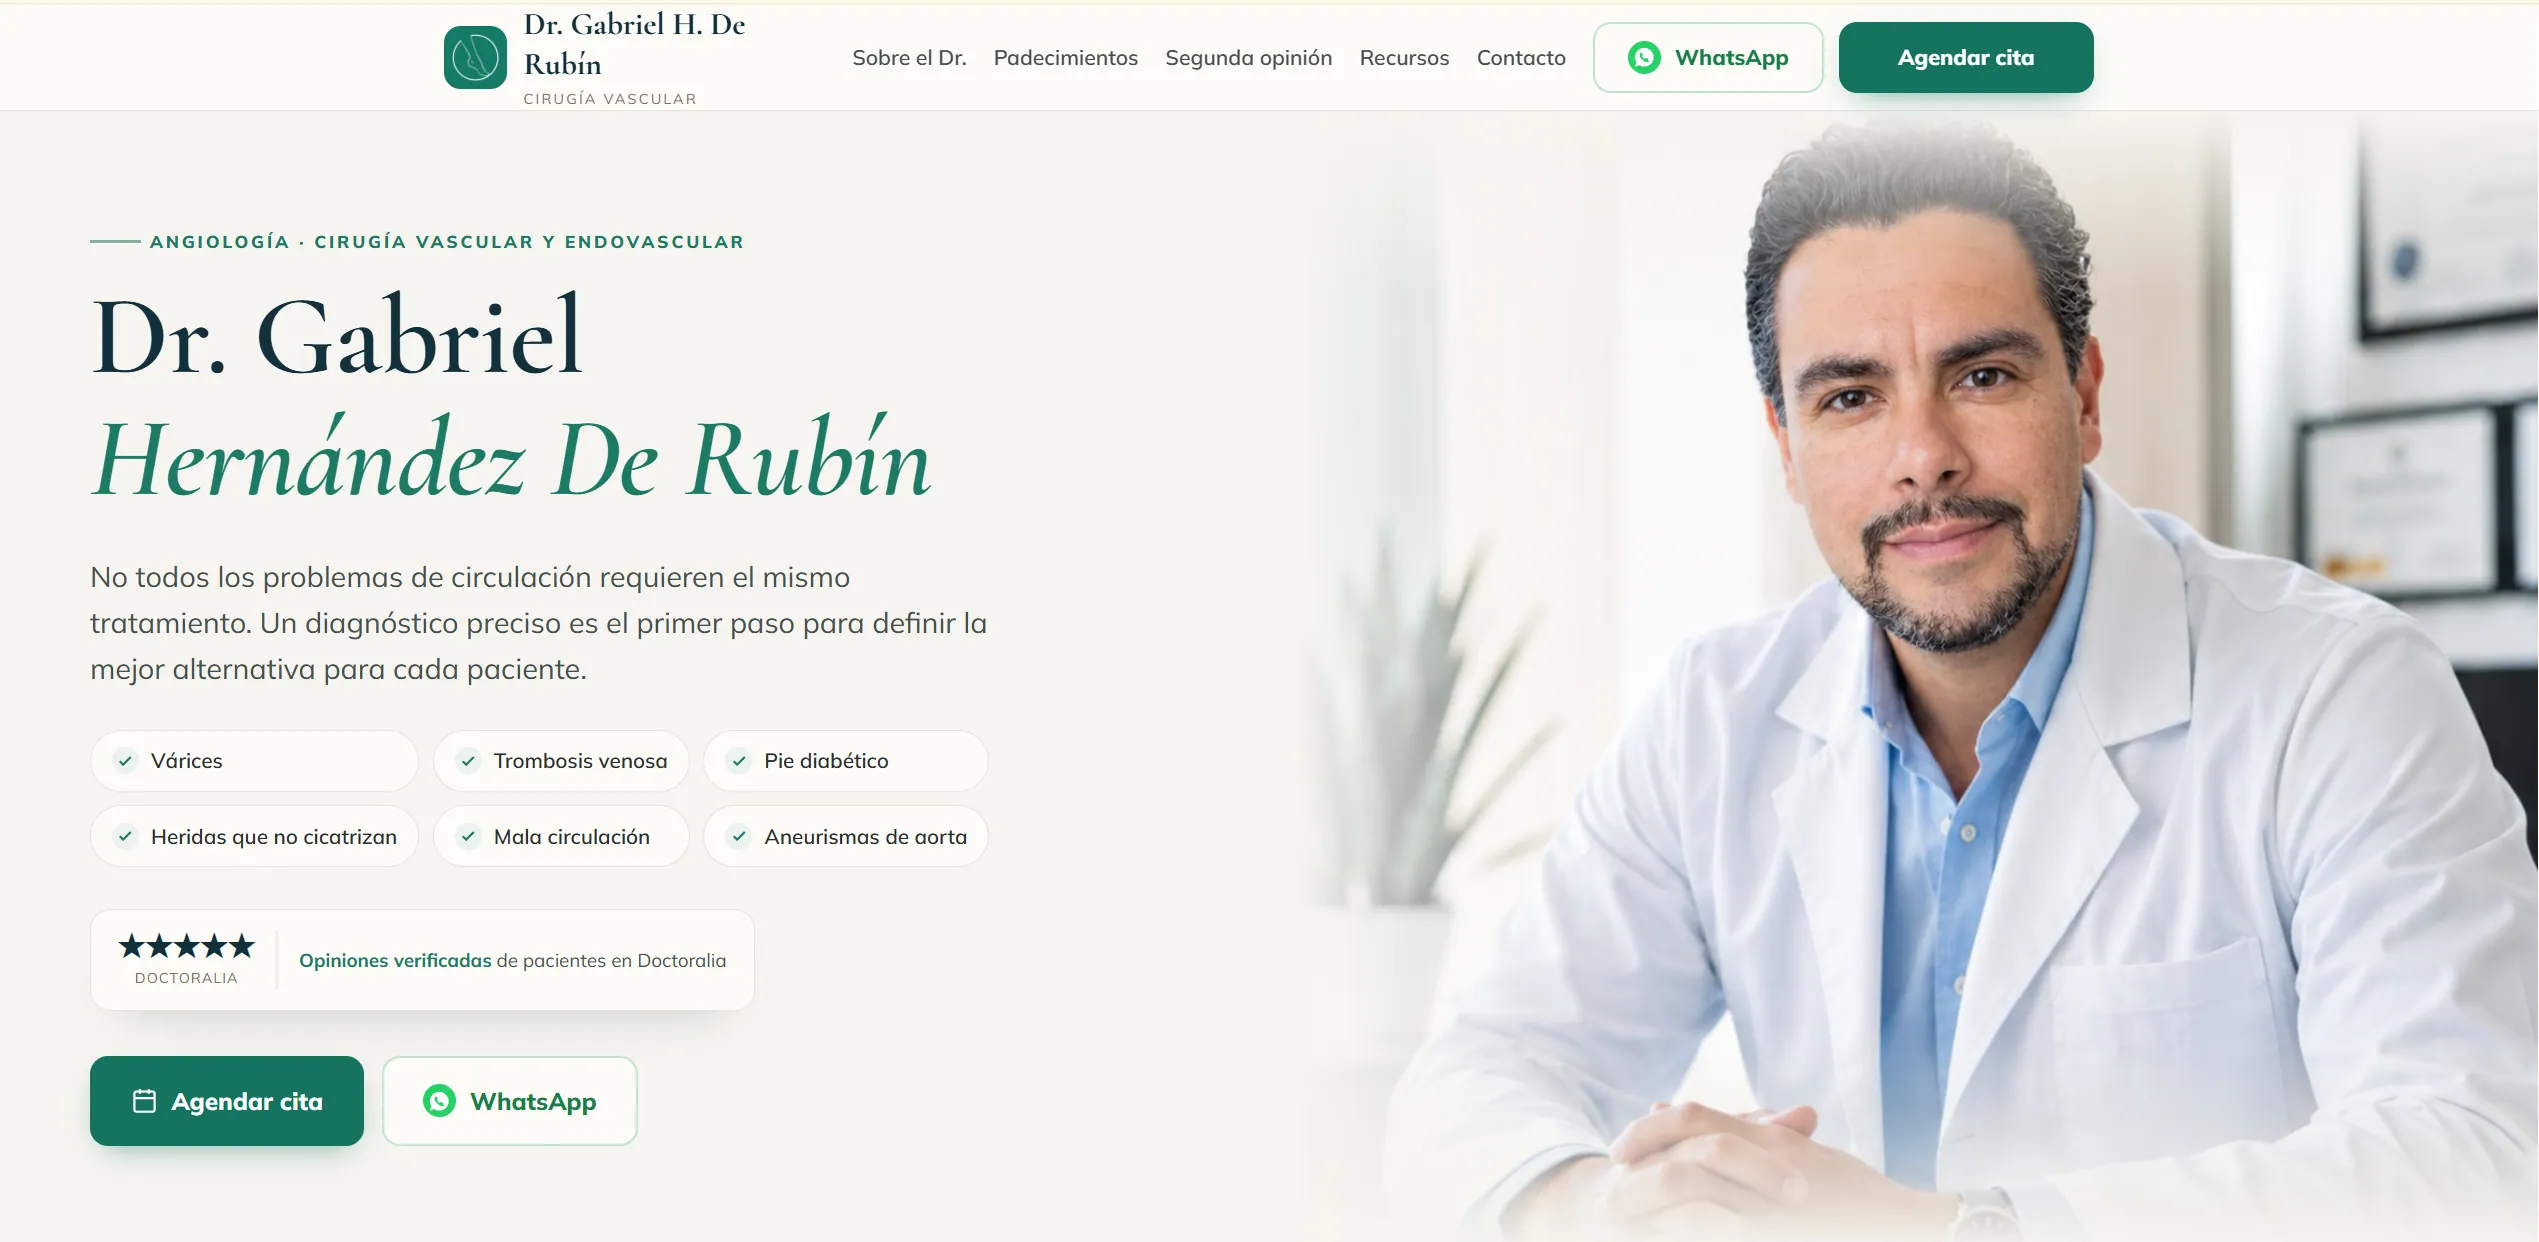 Dr. Gabriel H. De
Rubín
CIRUGÍA VASCULAR
Sobre el Dr.
Padecimientos
Segunda opinión
Recursos
Contacto
WhatsApp
Agendar cita
ANGIOLOGÍA · CIRUGÍA VASCULAR Y ENDOVASCULAR
Dr. Gabriel
Hernández De Rubín
No todos los problemas de circulación requieren el mismo
tratamiento. Un diagnóstico preciso es el primer paso para definir la
mejor alternativa para cada paciente.
Várices
Trombosis venosa
Pie diabético
Heridas que no cicatrizan
Mala circulación
Aneurismas de aorta
★★★★★
DOCTORALIA
Opiniones verificadas de pacientes en Doctoralia
Agendar cita
WhatsApp